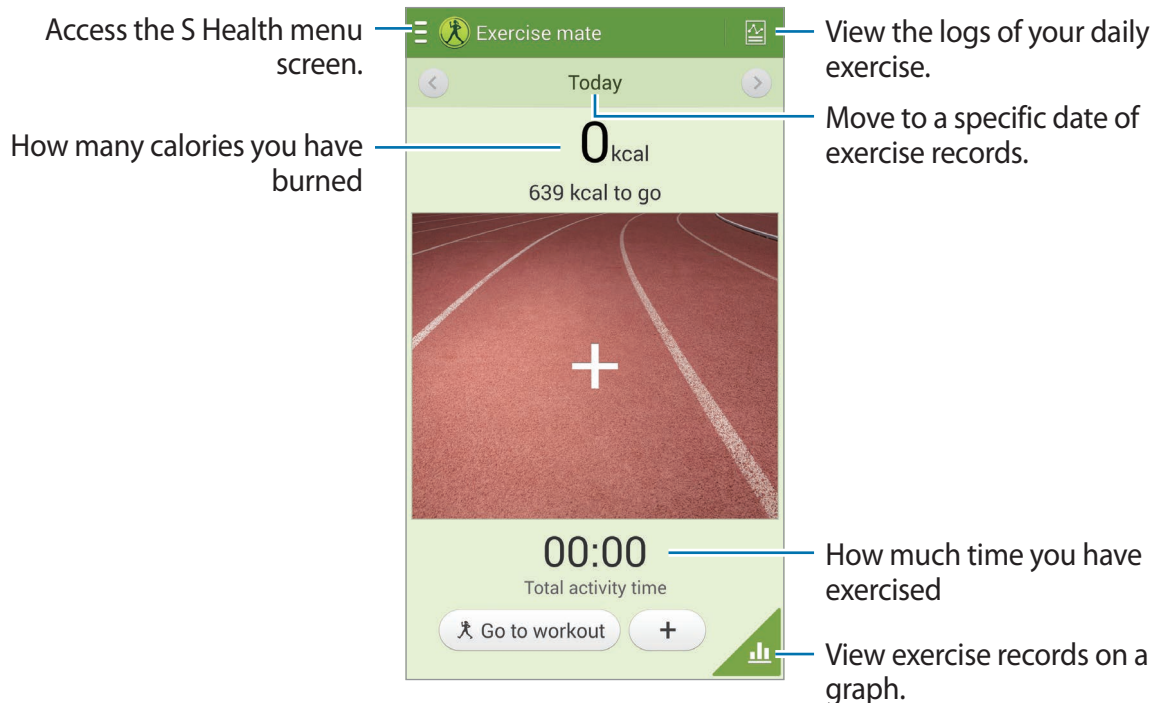 Access the S Health menu
screen.
How many calories you have
burned
Exercise mate
Today
0 kcal
639 kcal to go
+
00:00
Total activity time
Go to workout
+
View the logs of your daily
exercise.
Move to a specific date of
exercise records.
How much time you have
exercised
View exercise records on a
graph.